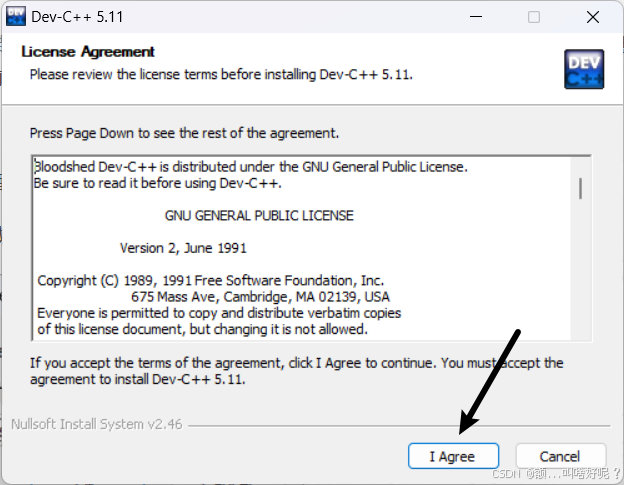 Dev-C++ 5.11
License Agreement
Please review the license terms before installing Dev-C++ 5.11.
DEV
C++
Press Page Down to see the rest of the agreement.
Bloodshed Dev-C++ is distributed under the GNU General Public License.
Be sure to read it before using Dev-C++.
GNU GENERAL PUBLIC LICENSE
Version 2, June 1991
Copyright (C) 1989, 1991 Free Software Foundation, Inc.
675 Mass Ave, Cambridge, MA 02139, USA
Everyone is permitted to copy and distribute verbatim copies
of this license document, but changing it is not allowed.
If you accept the terms of the agreement, click I Agree to continue. You must accept the
agreement to install Dev-C++ 5.11.
Nullsoft Install System v2.46
I Agree
Cancel
CSDN @额...叫啥好呢？